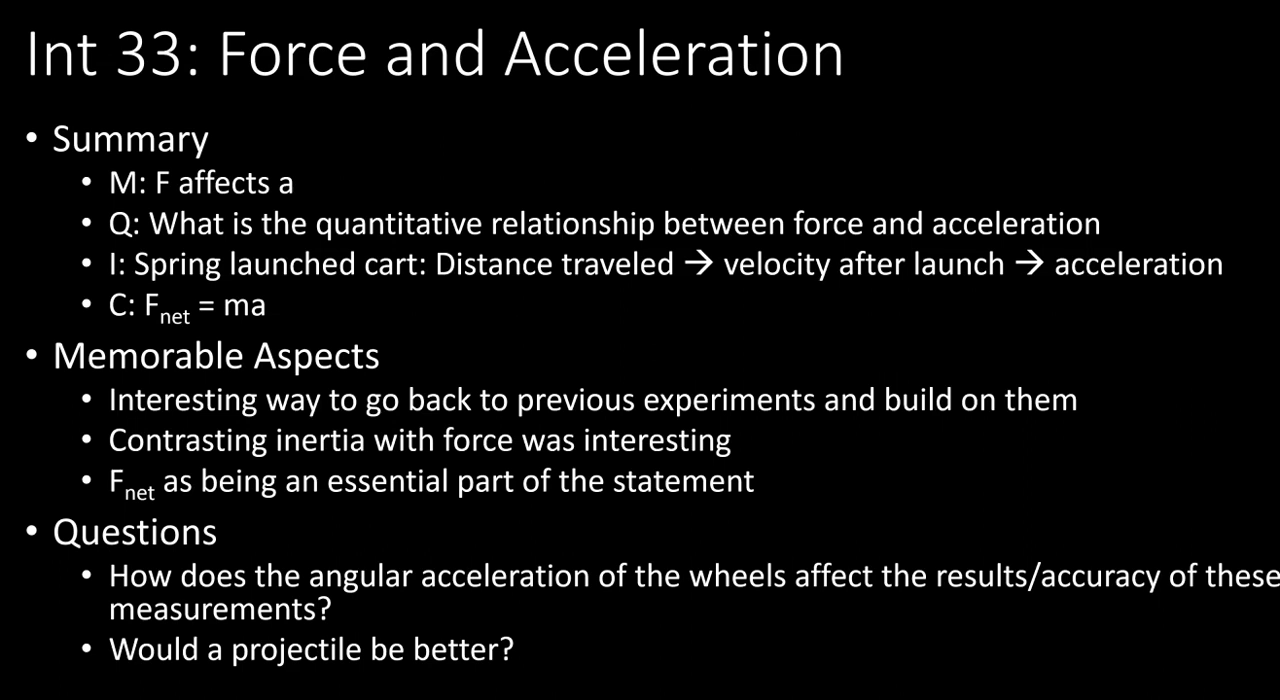 Int 33: Force and Acceleration
• Summary
• M: F affects a
• Q: What is the quantitative relationship between force and acceleration
• I: Spring launched cart: Distance traveled → velocity after launch → acceleration
• C: Fnet = ma
• Memorable Aspects
• Interesting way to go back to previous experiments and build on them
• Contrasting inertia with force was interesting
• Fnet as being an essential part of the statement
• Questions
• How does the angular acceleration of the wheels affect the results/accuracy of these
measurements?
• Would a projectile be better?